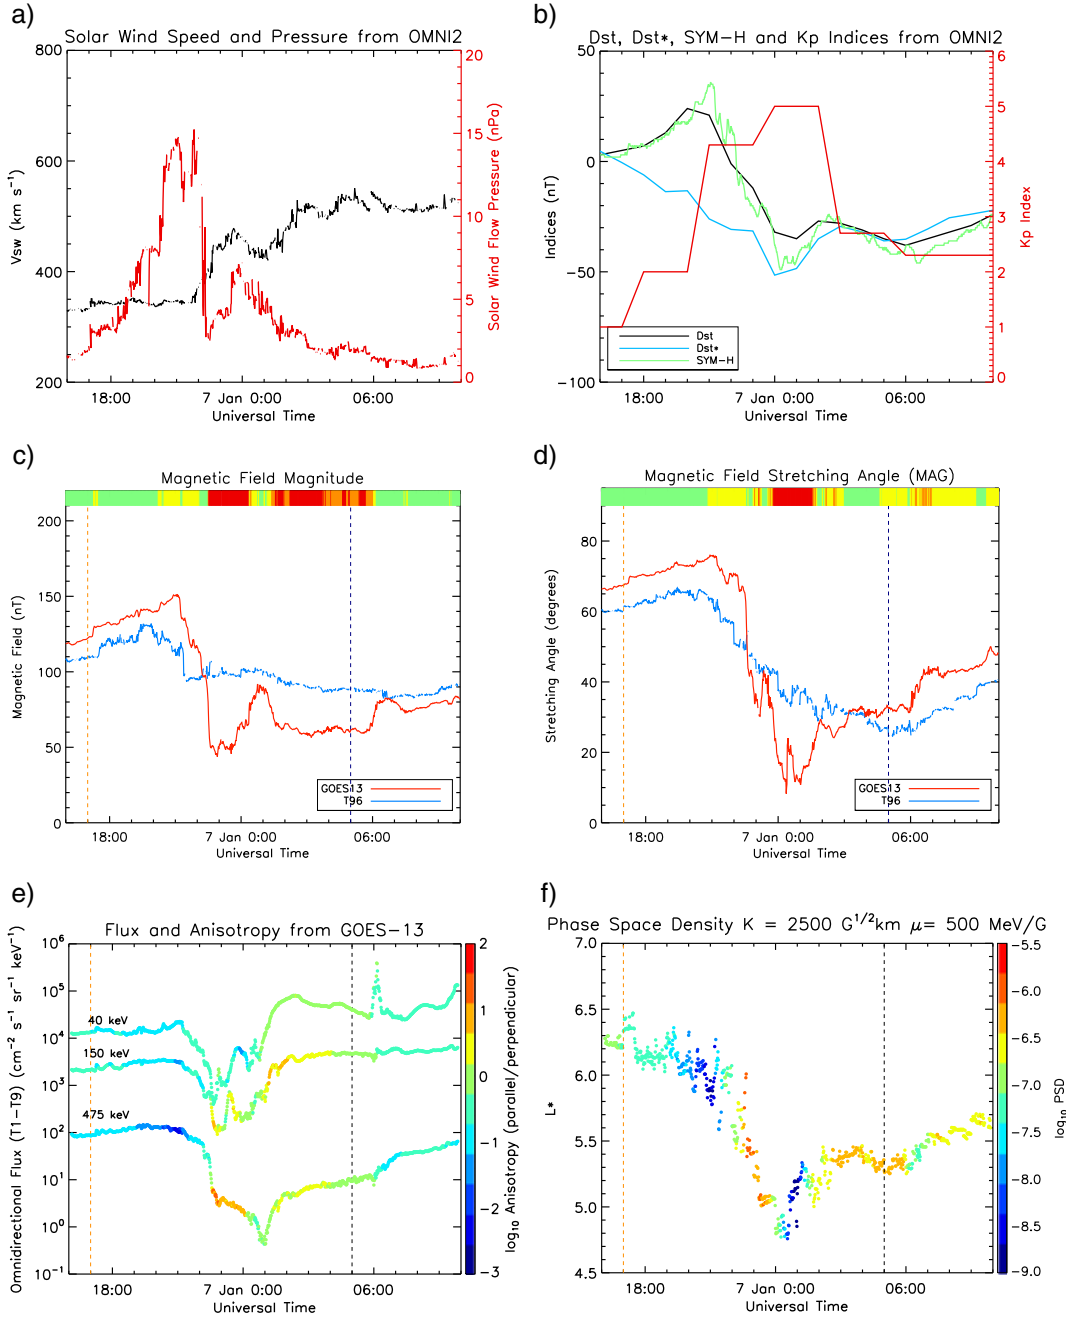 a)
Solar Wind Speed and Pressure from OMNI2
800
600
400
200
Vsw (km s⁻¹)
20
15
10
5
0
Solar Wind Flow Pressure (nPa)
18:00
7 Jan 0:00
06:00
Universal Time
b)
Dst, Dst*, SYM-H and Kp Indices from OMNI2
50
0
-50
-100
Indices (nT)
6
5
4
3
2
1
0
Kp Index
Dst
Dst*
SYM-H
18:00
7 Jan 0:00
06:00
Universal Time
c)
Magnetic Field Magnitude
200
150
100
50
0
Magnetic Field (nT)
GOES13
T96
18:00
7 Jan 0:00
06:00
Universal Time
d)
Magnetic Field Stretching Angle (MAG)
80
60
40
20
0
Stretching Angle (degrees)
GOES13
T96
18:00
7 Jan 0:00
06:00
Universal Time
e)
Flux and Anisotropy from GOES-13
10⁶
10⁵
10⁴
10³
10²
10¹
10⁰
10⁻¹
Omnidirectional Flux (T1-T9) (cm⁻² s⁻¹ sr⁻¹ keV⁻¹)
40 keV
150 keV
475 keV
2
1
0
-1
-2
-3
log₁₀ Anisotropy (parallel/perpendicular)
18:00
7 Jan 0:00
06:00
Universal Time
f)
Phase Space Density K = 2500 G¹ᐟ²km μ= 500 MeV/G
6.5
6.0
5.5
5.0
4.5
L*
-5.5
-6.0
-6.5
-7.0
-7.5
-8.0
-8.5
-9.0
log₁₀ PSD
18:00
7 Jan 0:00
06:00
Universal Time